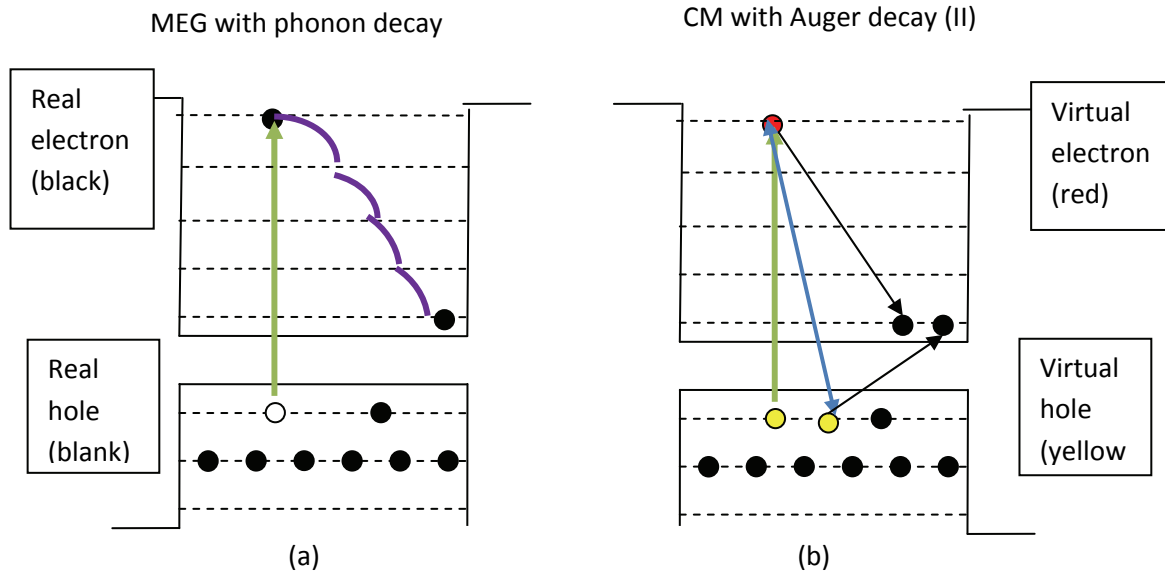 MEG with phonon decay
CM with Auger decay (II)
Real
electron
(black)
Virtual
electron
(red)
Real
hole
(blank)
Virtual
hole
(yellow
(a)
(b)